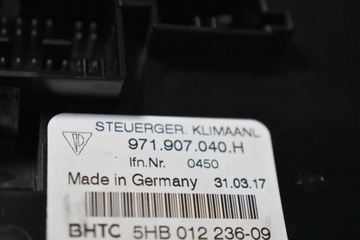 STEUERGER. KLIMAANL
971.907.040.H
lfn.Nr. 0450
Made in Germany 31.03.17
BHTC 5HB 012 236-09